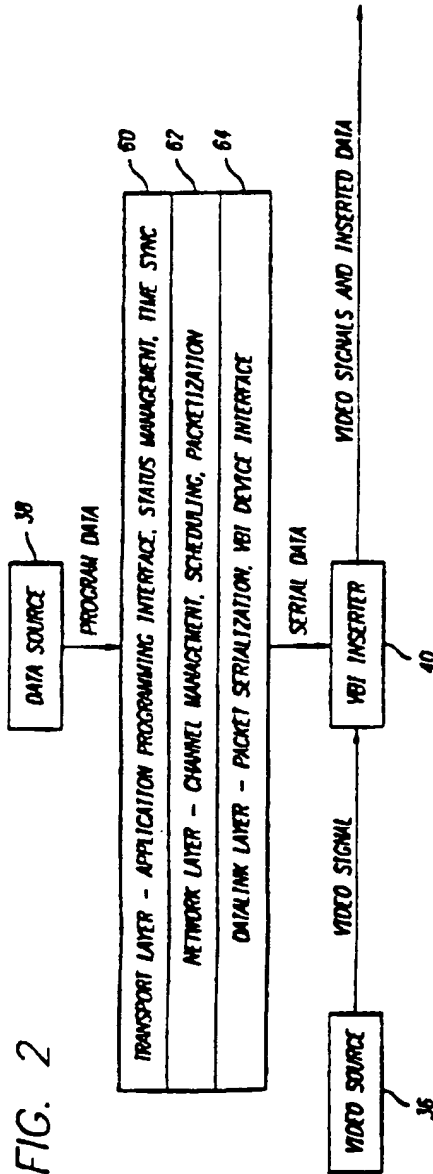 FIG. 2
DATA SOURCE
38
PROGRAM DATA
TRANSPORT LAYER - APPLICATION PROGRAMMING INTERFACE, STATUS MANAGEMENT, TIME SYNC
60
NETWORK LAYER - CHANNEL MANAGEMENT, SCHEDULING, PACKETIZATION
62
DATALINK LAYER - PACKET SERIALIZATION, VBI DEVICE INTERFACE
64
SERIAL DATA
VIDEO SOURCE
36
VIDEO SIGNAL
VBI INSERTER
40
VIDEO SIGNALS AND INSERTED DATA